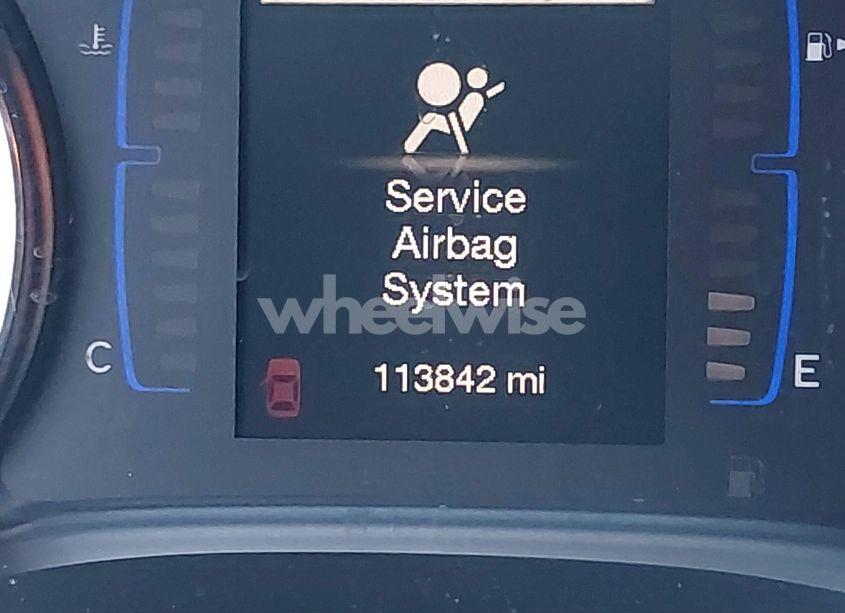 Service
Airbag
System
wheelwise
113842 mi
C
E